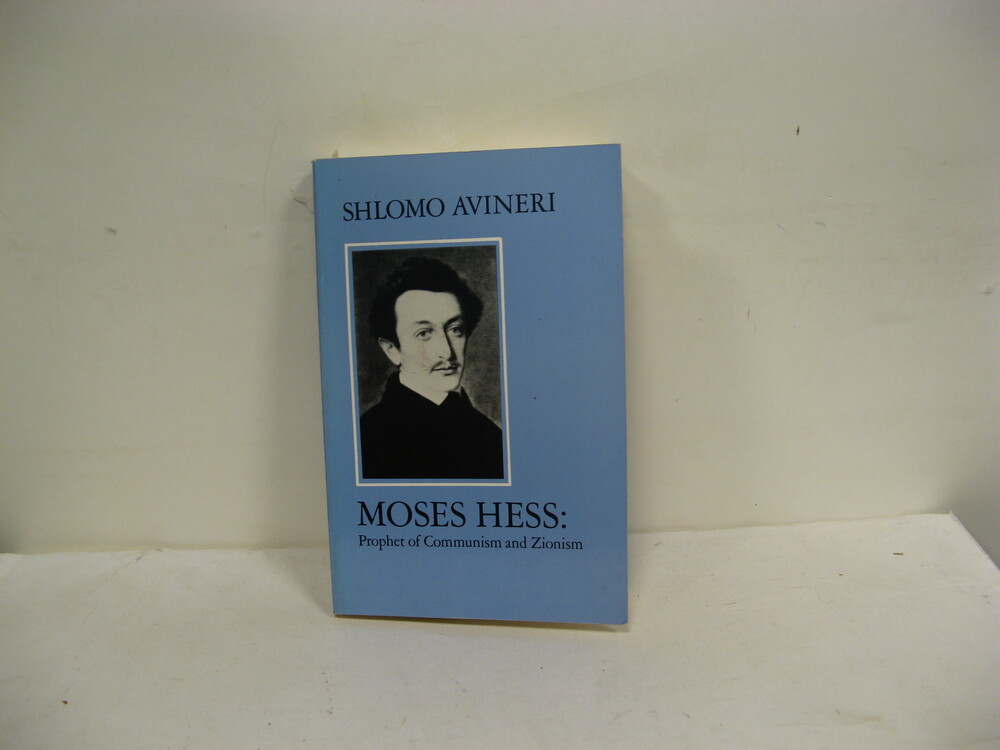 SHLOMO AVINERI
MOSES HESS:
Prophet of Communism and Zionism